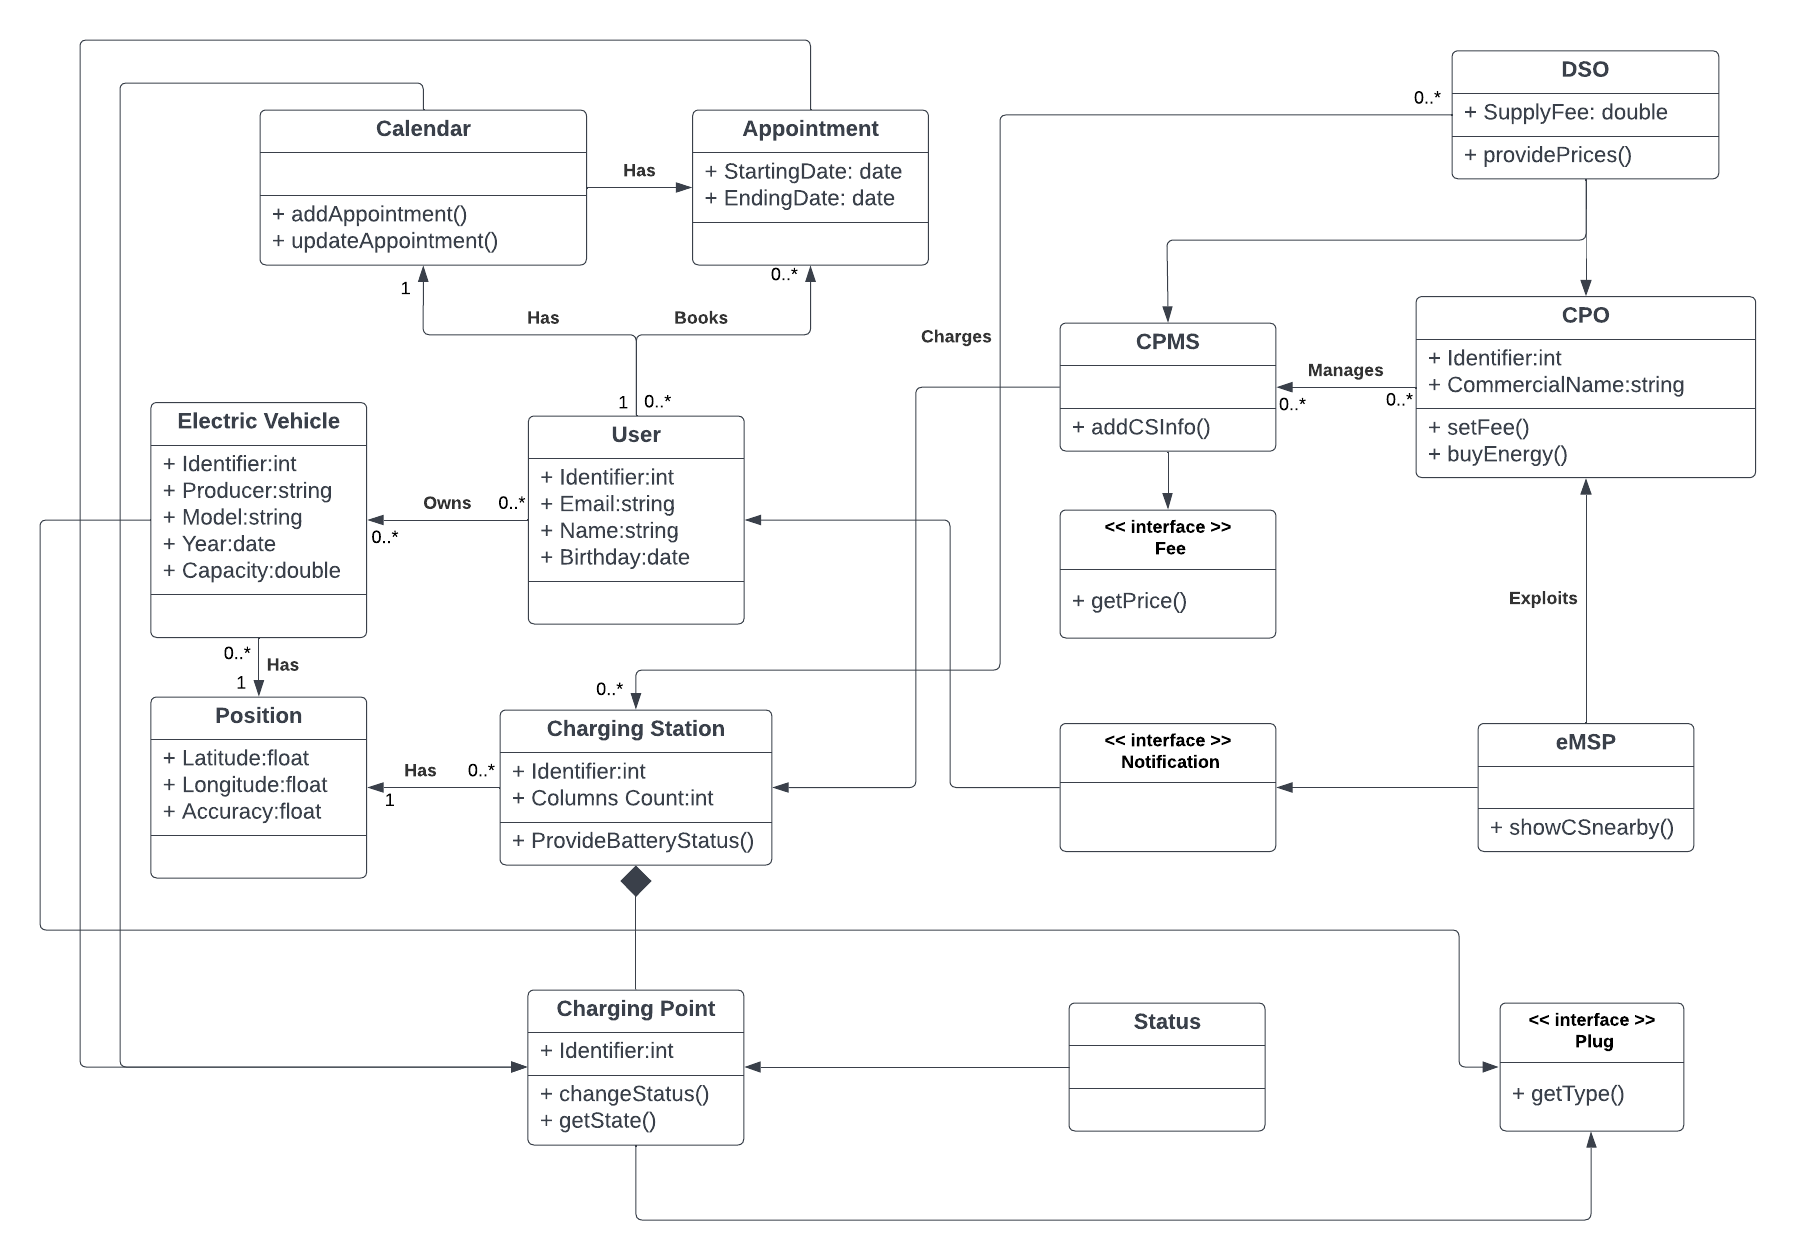 DSO
0..*
+ SupplyFee: double
+ providePrices()
Calendar
+ addAppointment()
+ updateAppointment()
Has
Appointment
+ StartingDate: date
+ EndingDate: date
0..*
1
Has
Books
Charges
CPMS
+ addCSInfo()
Manages
0..*
0..*
CPO
+ Identifier:int
+ CommercialName:string
+ setFee()
+ buyEnergy()
1
0..*
Electric Vehicle
+ Identifier:int
+ Producer:string
+ Model:string
+ Year:date
+ Capacity:double
Owns
0..*
0..*
User
+ Identifier:int
+ Email:string
+ Name:string
+ Birthday:date
<< interface >>
Fee
+ getPrice()
Exploits
0..*
Has
1
Position
+ Latitude:float
+ Longitude:float
+ Accuracy:float
Has
0..*
1
0..*
Charging Station
+ Identifier:int
+ Columns Count:int
+ ProvideBatteryStatus()
<< interface >>
Notification
eMSP
+ showCSnearby()
Charging Point
+ Identifier:int
+ changeStatus()
+ getState()
Status
<< interface >>
Plug
+ getType()